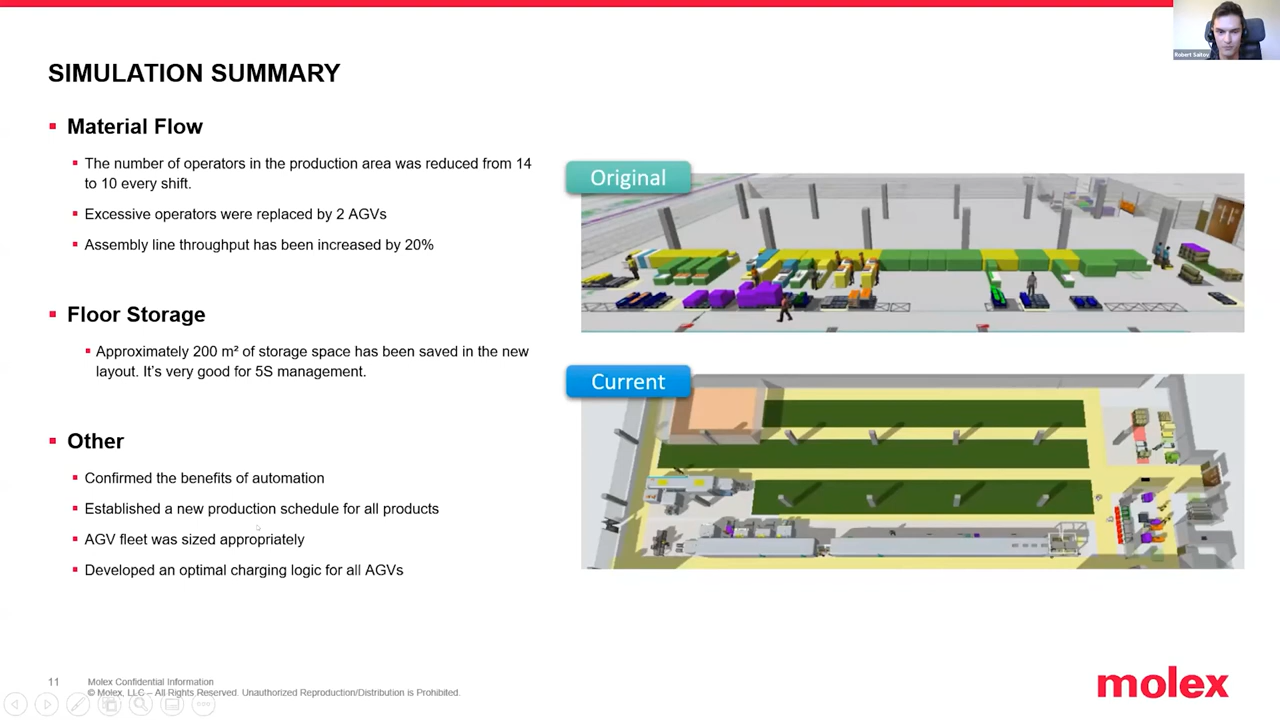 Robert Saitov
SIMULATION SUMMARY
Material Flow
The number of operators in the production area was reduced from 14
to 10 every shift.
Excessive operators were replaced by 2 AGVs
Assembly line throughput has been increased by 20%
Floor Storage
Approximately 200 m² of storage space has been saved in the new
layout. It's very good for 5S management.
Other
Confirmed the benefits of automation
Established a new production schedule for all products
AGV fleet was sized appropriately
Developed an optimal charging logic for all AGVs
Original
Current
11
Molex Confidential Information
© Molex, LLC – All Rights Reserved. Unauthorized Reproduction/Distribution is Prohibited.
molex